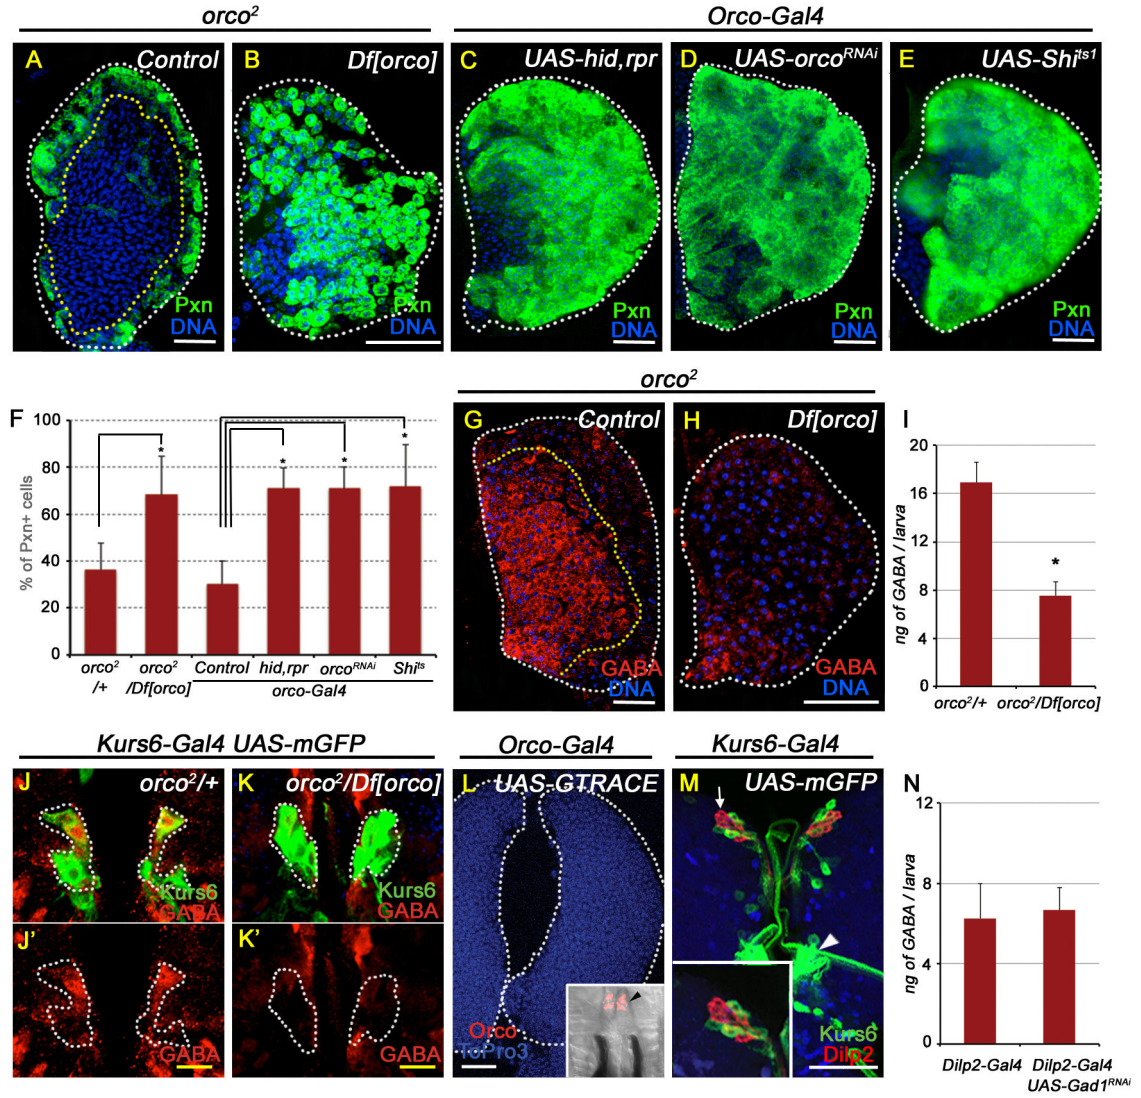 orco²
Orco-Gal4
A Control
B Df[orco]
C UAS-hid,rpr
D UAS-orcoᴿᴺᴬⁱ
E UAS-Shiᵗˢ¹
Pxn
DNA
Pxn
DNA
Pxn
DNA
Pxn
DNA
Pxn
DNA
F
100
80
60
40
20
0
% of Pxn+ cells
*
*
*
*
orco²
/+
orco²
/Df[orco]
Control
hid,rpr
orcoᴿᴺᴬⁱ
Shiᵗˢ
orco-Gal4
orco²
G Control
H Df[orco]
GABA
DNA
GABA
DNA
I
20
16
12
8
4
0
ng of GABA / larva
*
orco²/+
orco²/Df[orco]
Kurs6-Gal4 UAS-mGFP
J orco²/+
K orco²/Df[orco]
Kurs6
GABA
Kurs6
GABA
J'
K'
GABA
GABA
Orco-Gal4
L UAS-GTRACE
Orco
ToPro3
Kurs6-Gal4
M UAS-mGFP
Kurs6
Dilp2
N
12
8
4
0
ng of GABA / larva
Dilp2-Gal4
Dilp2-Gal4
UAS-Gad1ᴿᴺᴬⁱ